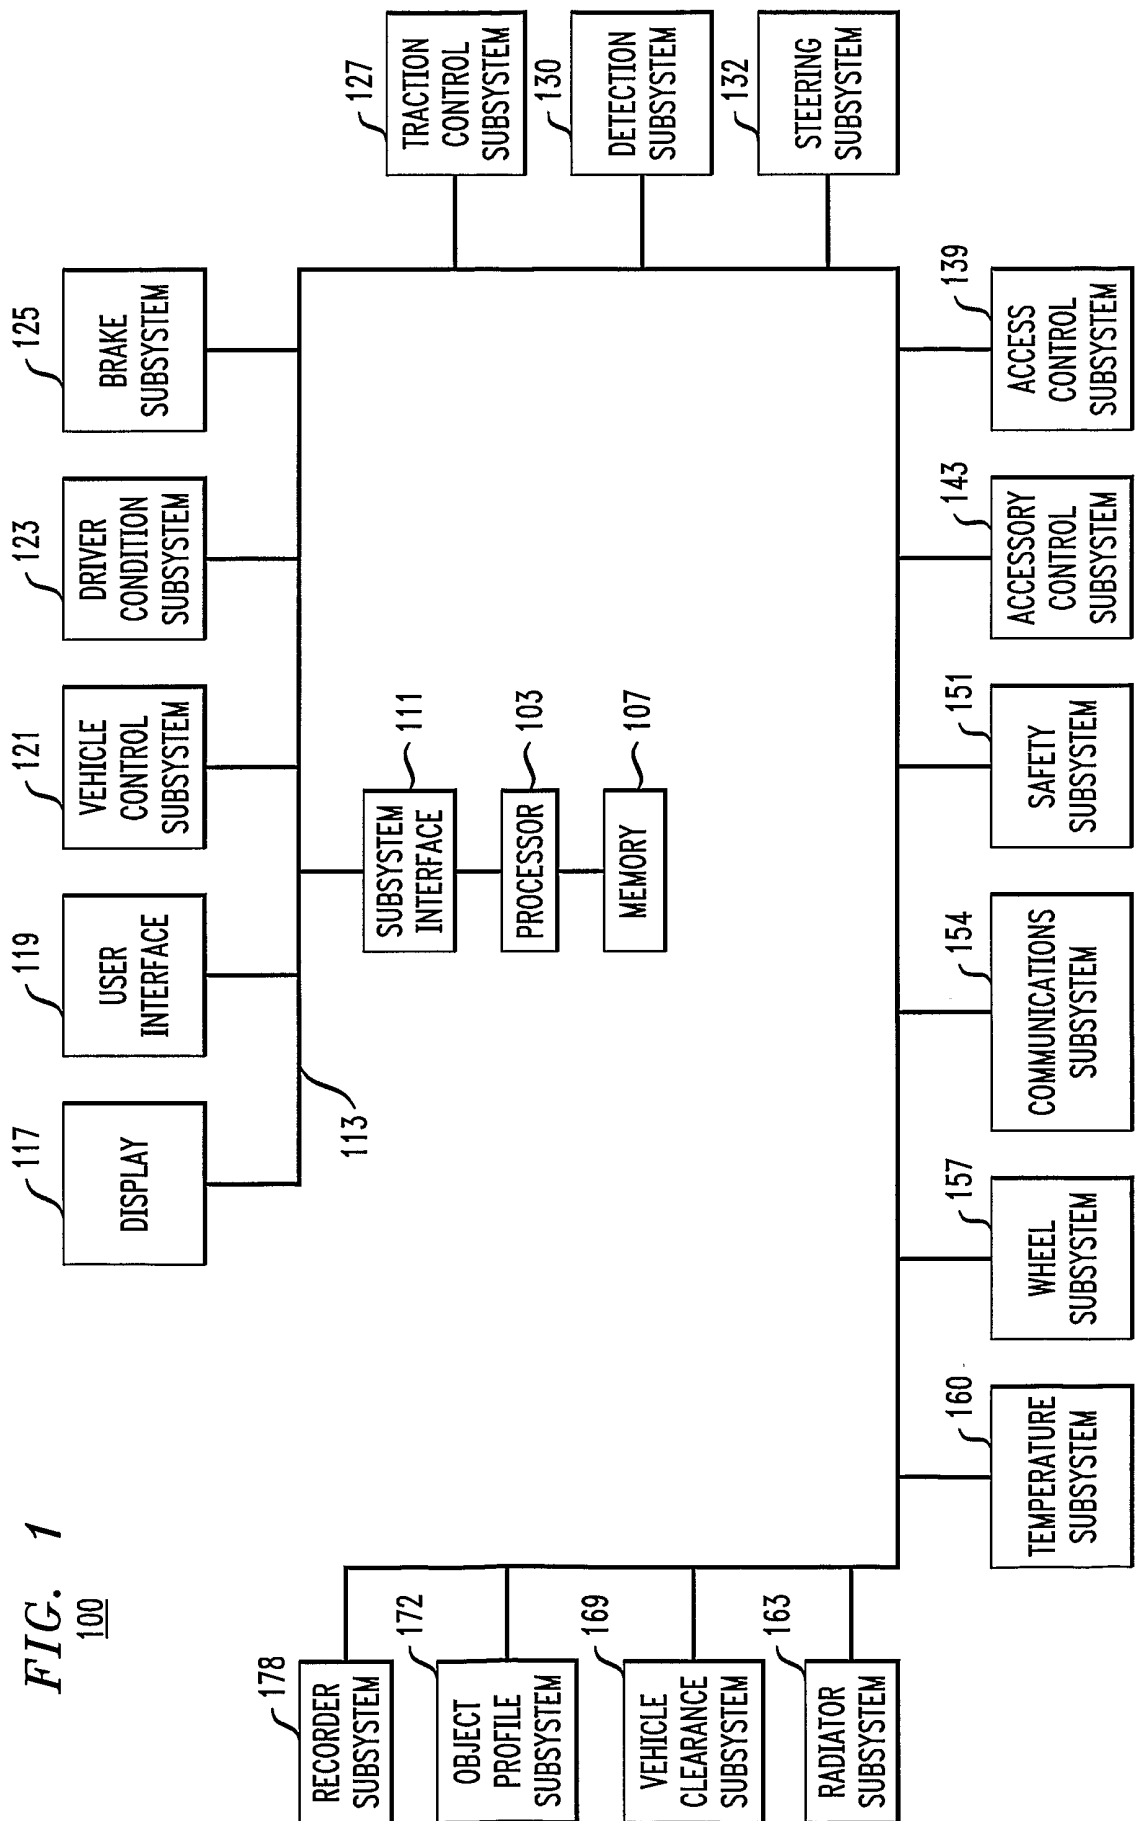 FIG. 1
100
117
DISPLAY
119
USER
INTERFACE
121
VEHICLE
CONTROL
SUBSYSTEM
123
DRIVER
CONDITION
SUBSYSTEM
125
BRAKE
SUBSYSTEM
127
TRACTION
CONTROL
SUBSYSTEM
130
DETECTION
SUBSYSTEM
132
STEERING
SUBSYSTEM
113
SUBSYSTEM
INTERFACE
111
PROCESSOR
103
MEMORY
107
178
RECORDER
SUBSYSTEM
172
OBJECT
PROFILE
SUBSYSTEM
169
VEHICLE
CLEARANCE
SUBSYSTEM
163
RADIATOR
SUBSYSTEM
160
TEMPERATURE
SUBSYSTEM
157
WHEEL
SUBSYSTEM
154
COMMUNICATIONS
SUBSYSTEM
151
SAFETY
SUBSYSTEM
143
ACCESSORY
CONTROL
SUBSYSTEM
139
ACCESS
CONTROL
SUBSYSTEM